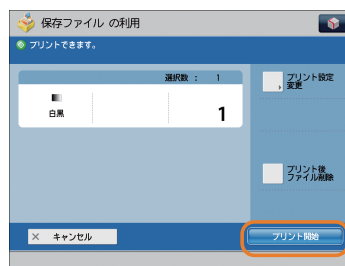 保存ファイル の利用
プリントできます。
選択数 : 1
プリント設定
変更
白黒
1
プリント後
ファイル削除
× キャンセル
プリント開始